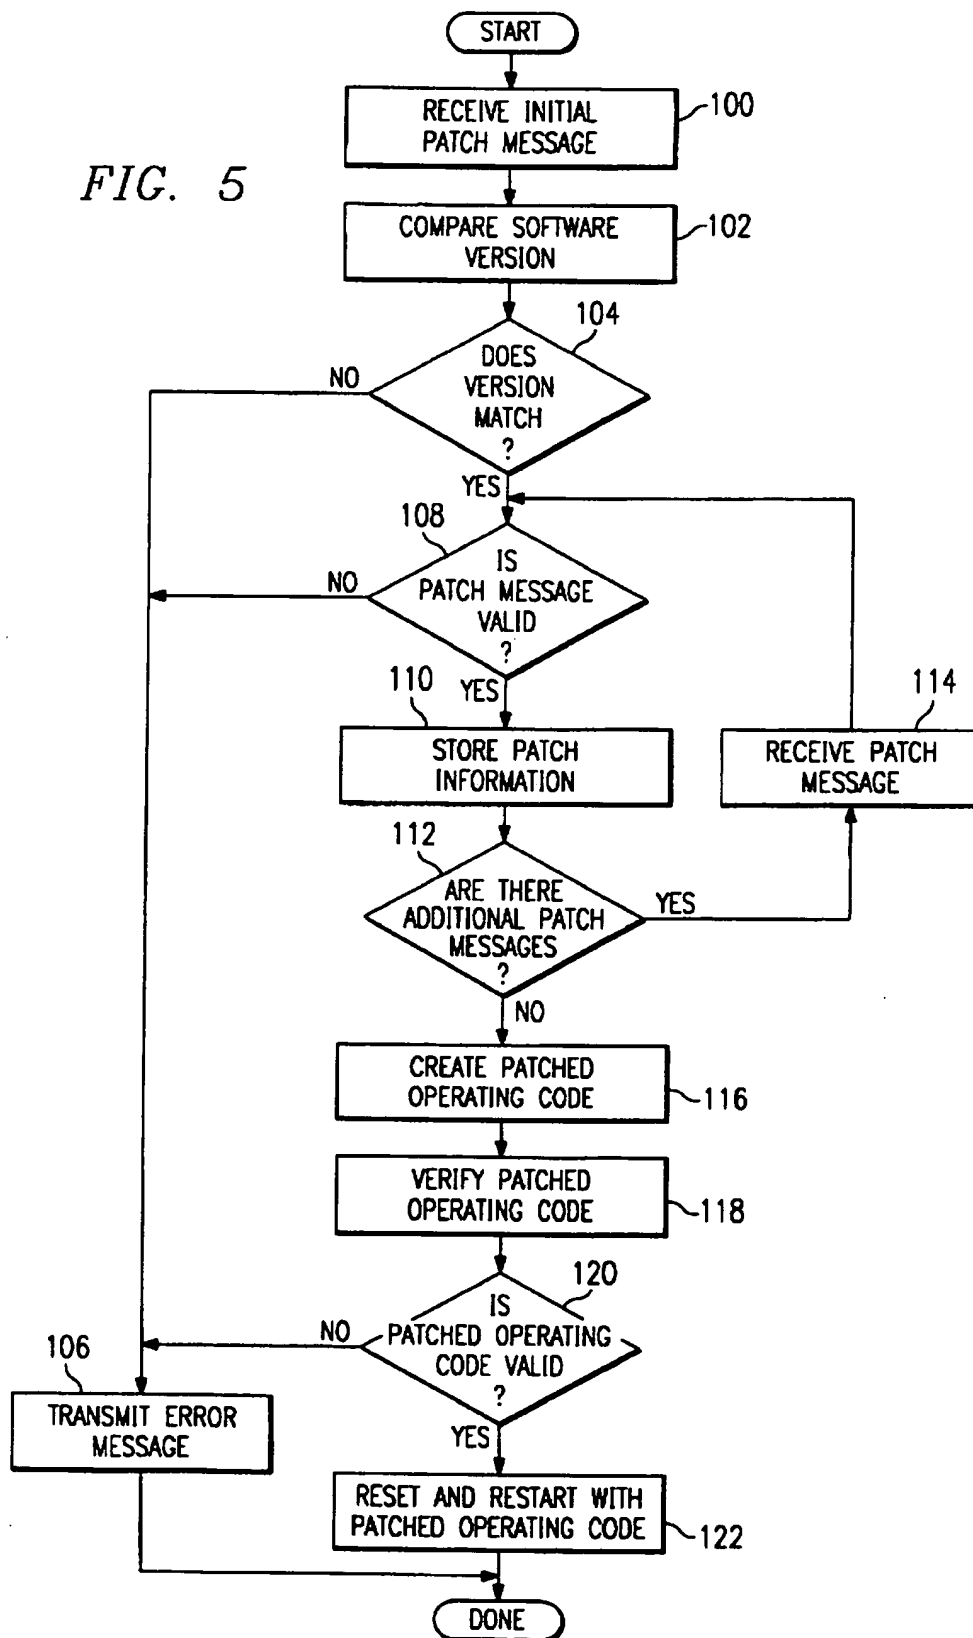 START
RECEIVE INITIAL
PATCH MESSAGE
100
FIG. 5
COMPARE SOFTWARE
VERSION
102
104
DOES
VERSION
MATCH
?
NO
YES
108
IS
PATCH MESSAGE
VALID
?
NO
YES
110
STORE PATCH
INFORMATION
114
RECEIVE PATCH
MESSAGE
112
ARE THERE
ADDITIONAL PATCH
MESSAGES
?
YES
NO
CREATE PATCHED
OPERATING CODE
116
VERIFY PATCHED
OPERATING CODE
118
120
IS
PATCHED OPERATING
CODE VALID
?
NO
YES
106
TRANSMIT ERROR
MESSAGE
RESET AND RESTART WITH
PATCHED OPERATING CODE
122
DONE